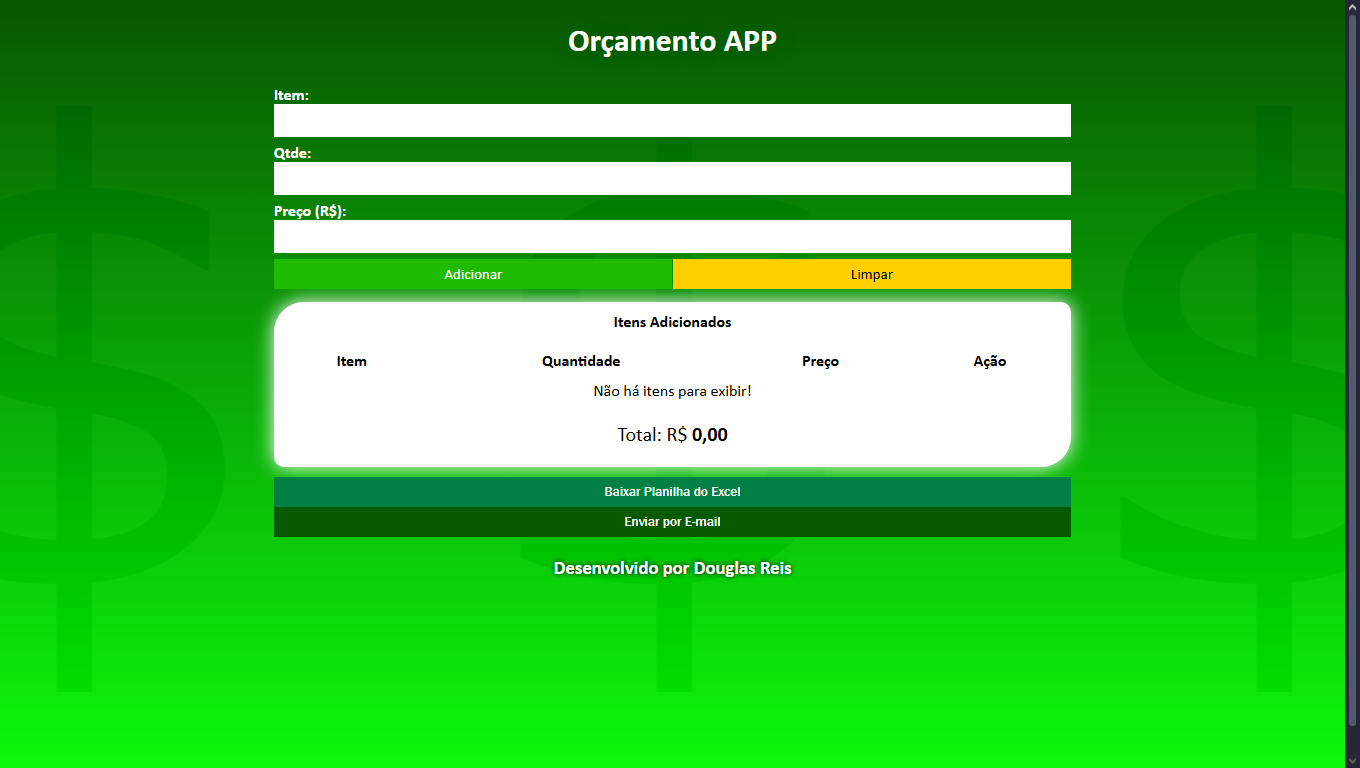 Orçamento APP
Item:
Qtde:
Preço (R$):
Adicionar Limpar
Itens Adicionados
Item Quantidade Preço Ação
Não há itens para exibir!
Total: R$ 0,00
Baixar Planilha do Excel
Enviar por E-mail
Desenvolvido por Douglas Reis
$ $ $